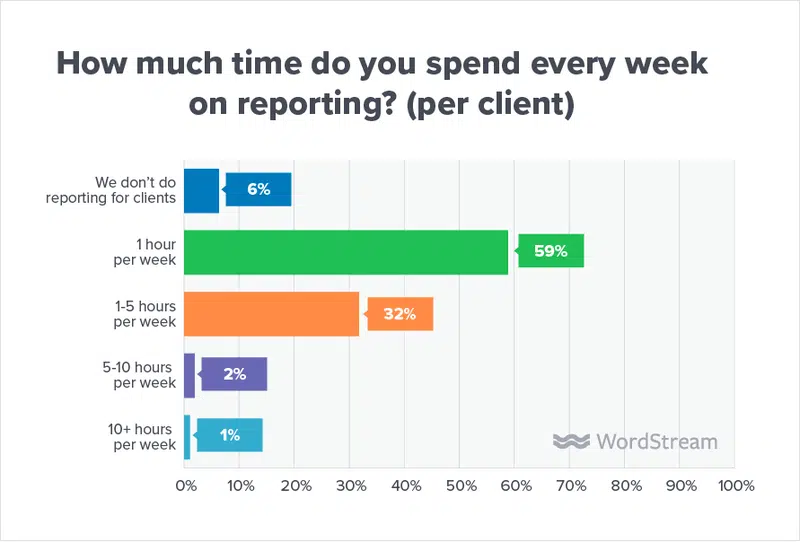 How much time do you spend every week
on reporting? (per client)
We don't do
reporting for clients
6%
1 hour
per week
59%
1-5 hours
per week
32%
5-10 hours
per week
2%
10+ hours
per week
1%
WordStream
0% 10% 20% 30% 40% 50% 60% 70% 80% 90% 100%